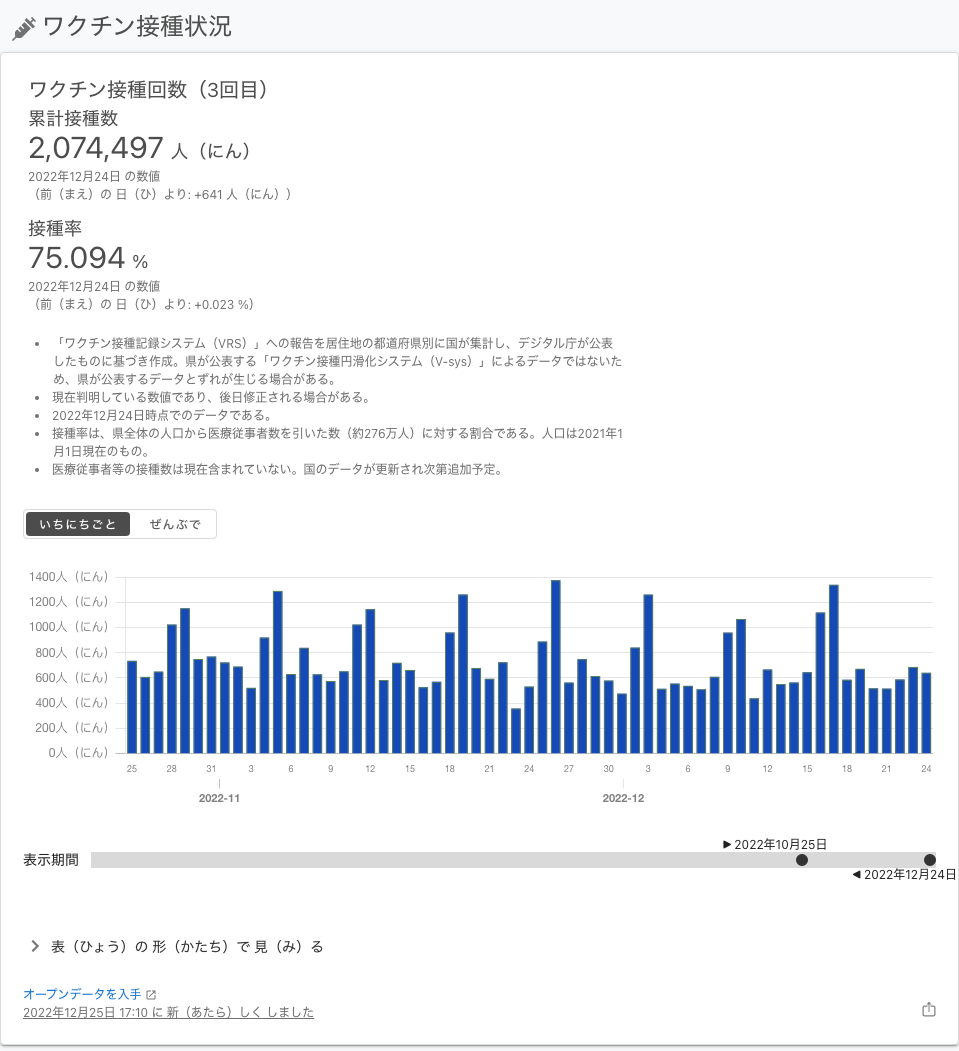 ワクチン接種状況
ワクチン接種回数（3回目）
累計接種数
2,074,497 人（にん）
2022年12月24日 の数値
（前（まえ）の 日（ひ）より: +641 人（にん））
接種率
75.094 %
2022年12月24日 の数値
（前（まえ）の 日（ひ）より: +0.023 %）
• 「ワクチン接種記録システム（VRS）」への報告を居住地の都道府県別に国が集計し、デジタル庁が公表
したものに基づき作成。県が公表する「ワクチン接種円滑化システム（V-sys）」によるデータではないた
め、県が公表するデータとずれが生じる場合がある。
• 現在判明している数値であり、後日修正される場合がある。
• 2022年12月24日時点でのデータである。
• 接種率は、県全体の人口から医療従事者数を引いた数（約276万人）に対する割合である。人口は2021年1
月1日現在のもの。
• 医療従事者等の接種数は現在含まれていない。国のデータが更新され次第追加予定。
いちにちごと ぜんぶで
1400人（にん）
1200人（にん）
1000人（にん）
800人（にん）
600人（にん）
400人（にん）
200人（にん）
0人（にん）
25 28 31 3 6 9 12 15 18 21 24 27 30 3 6 9 12 15 18 21 24
2022-11 2022-12
▶ 2022年10月25日
表示期間
◀ 2022年12月24日
表（ひょう）の 形（かたち）で 見（み）る
オープンデータを入手
2022年12月25日 17:10 に 新（あたら）しく しました